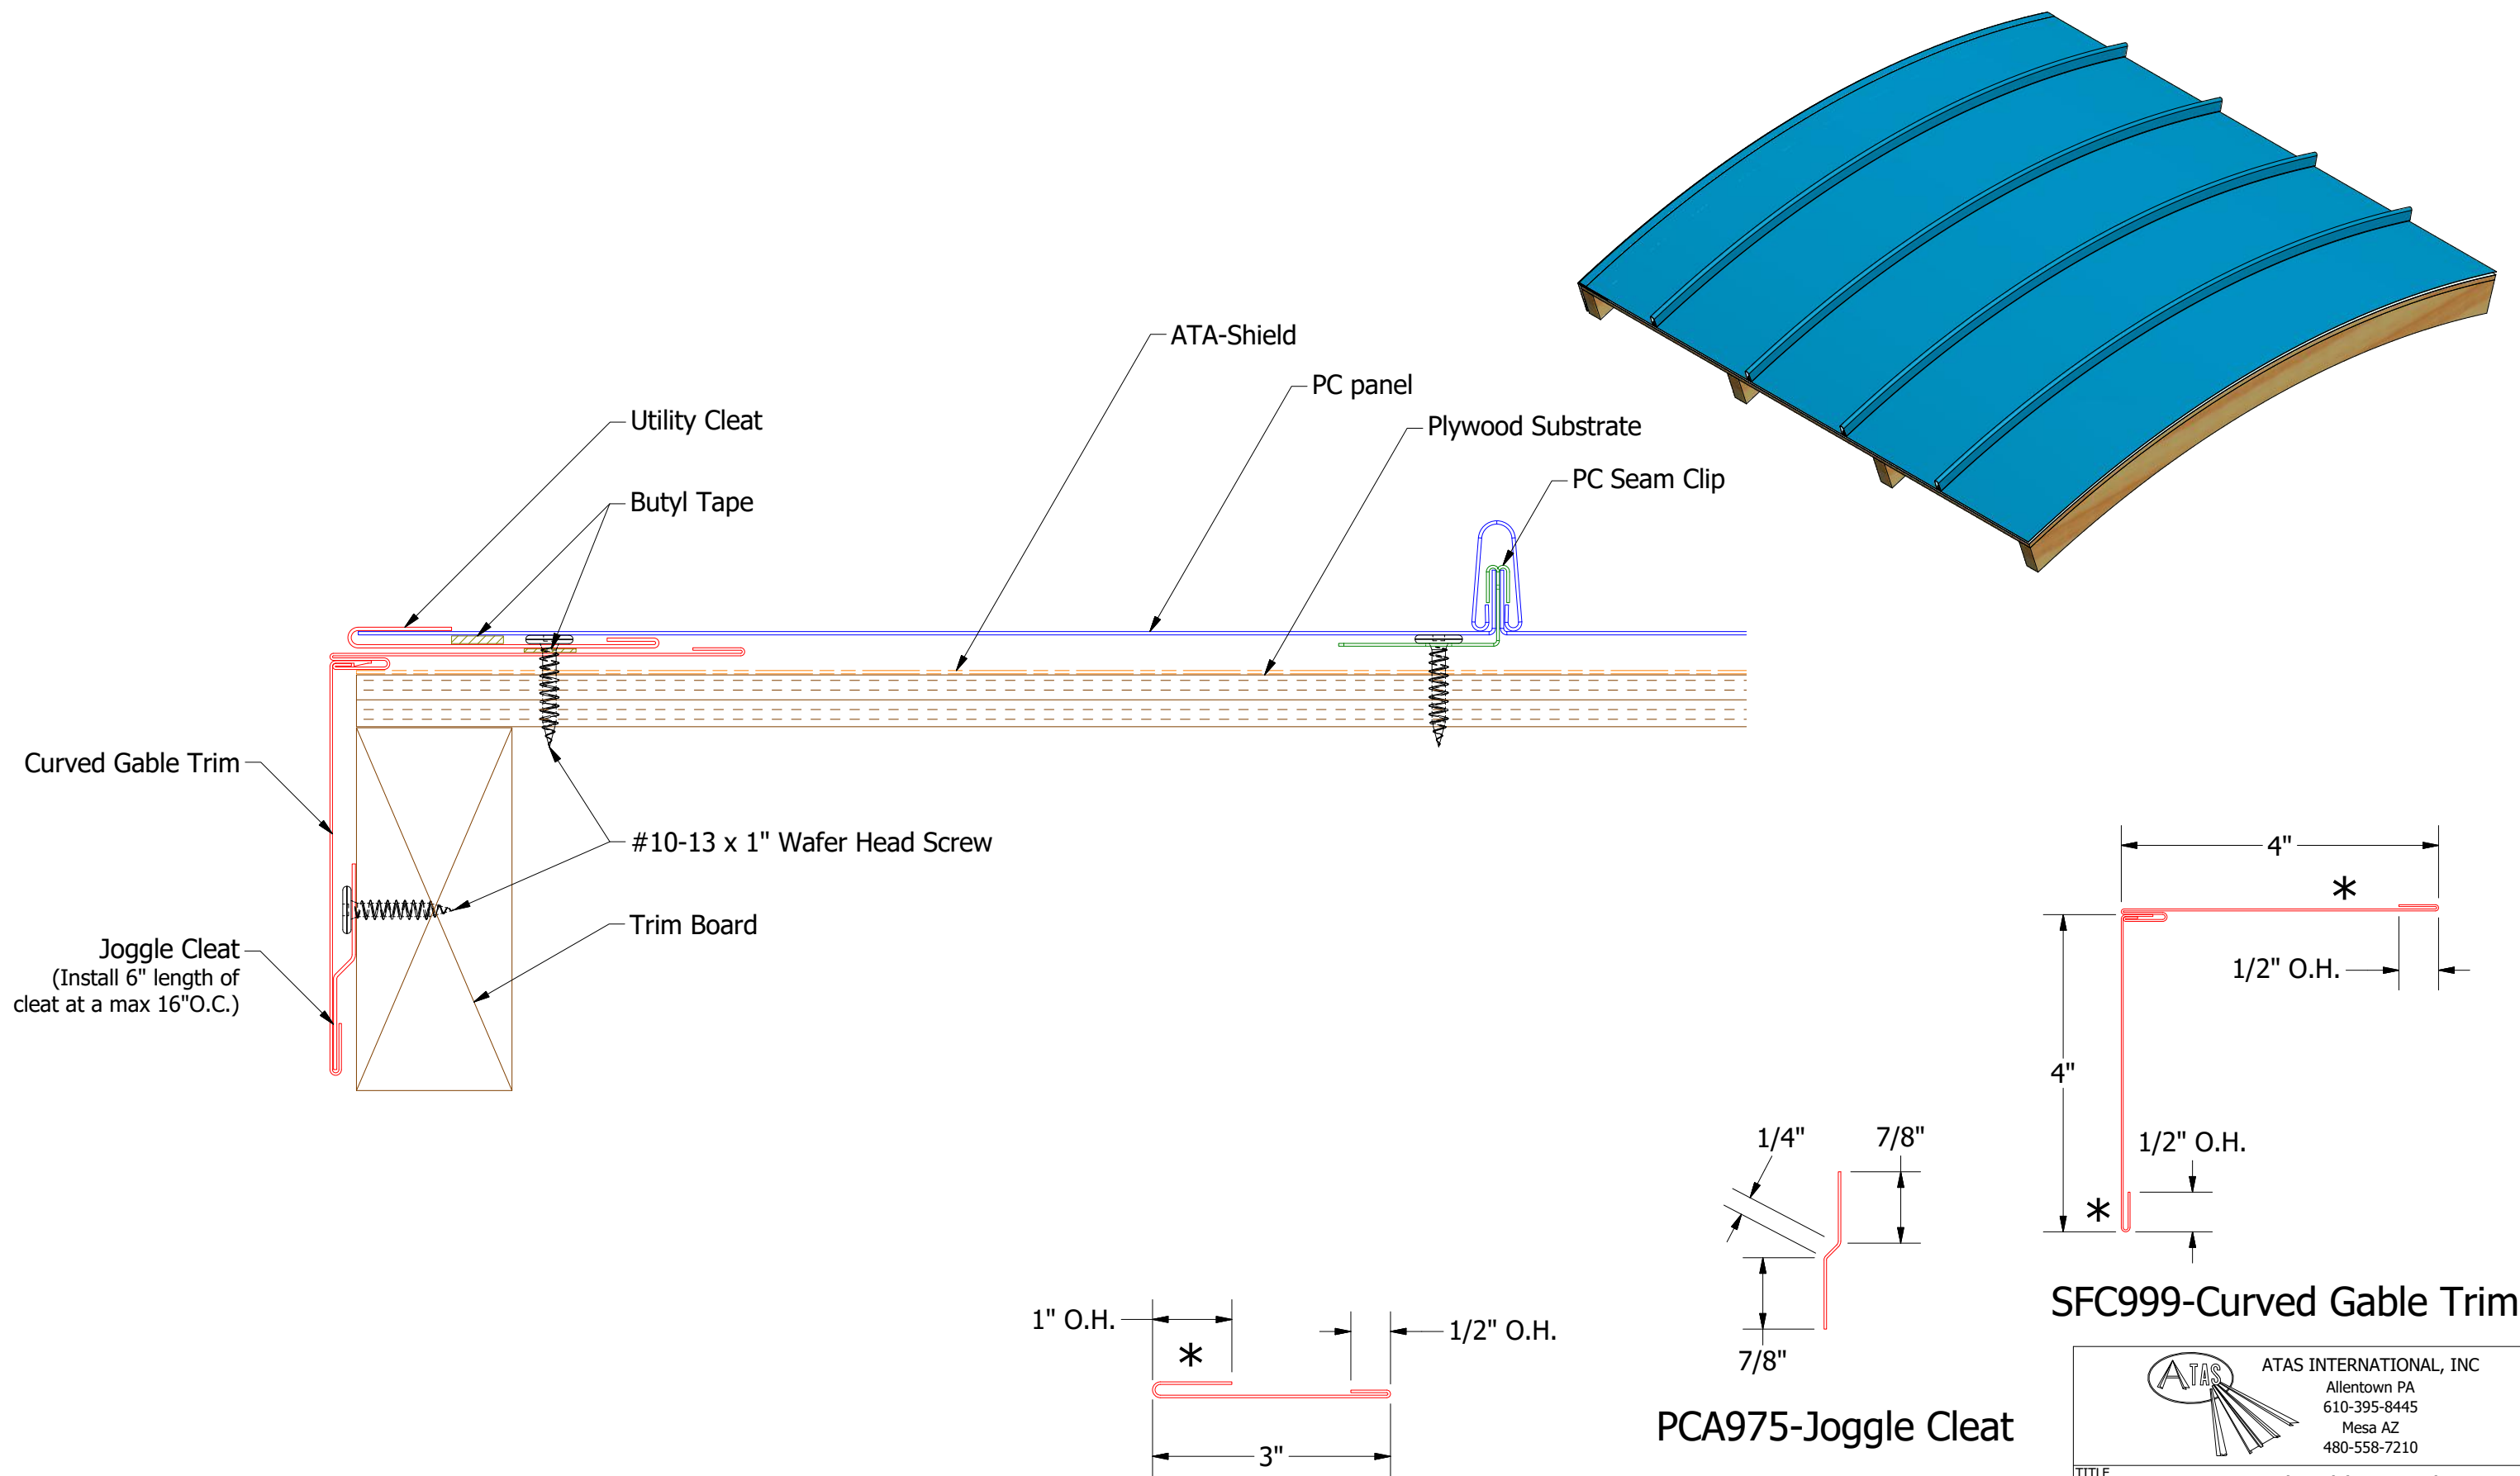 ATA-Shield
PC panel
Utility Cleat
Plywood Substrate
PC Seam Clip
Butyl Tape
Curved Gable Trim
#10-13 x 1" Wafer Head Screw
Trim Board
Joggle Cleat
(Install 6" length of
cleat at a max 16"O.C.)
4"
*
1/2" O.H.
4"
1/2" O.H.
*
SFC999-Curved Gable Trim
1/4"
7/8"
7/8"
PCA975-Joggle Cleat
1" O.H.
*
1/2" O.H.
3"
ATAS
ATAS INTERNATIONAL, INC
Allentown PA
610-395-8445
Mesa AZ
480-558-7210
TITLE